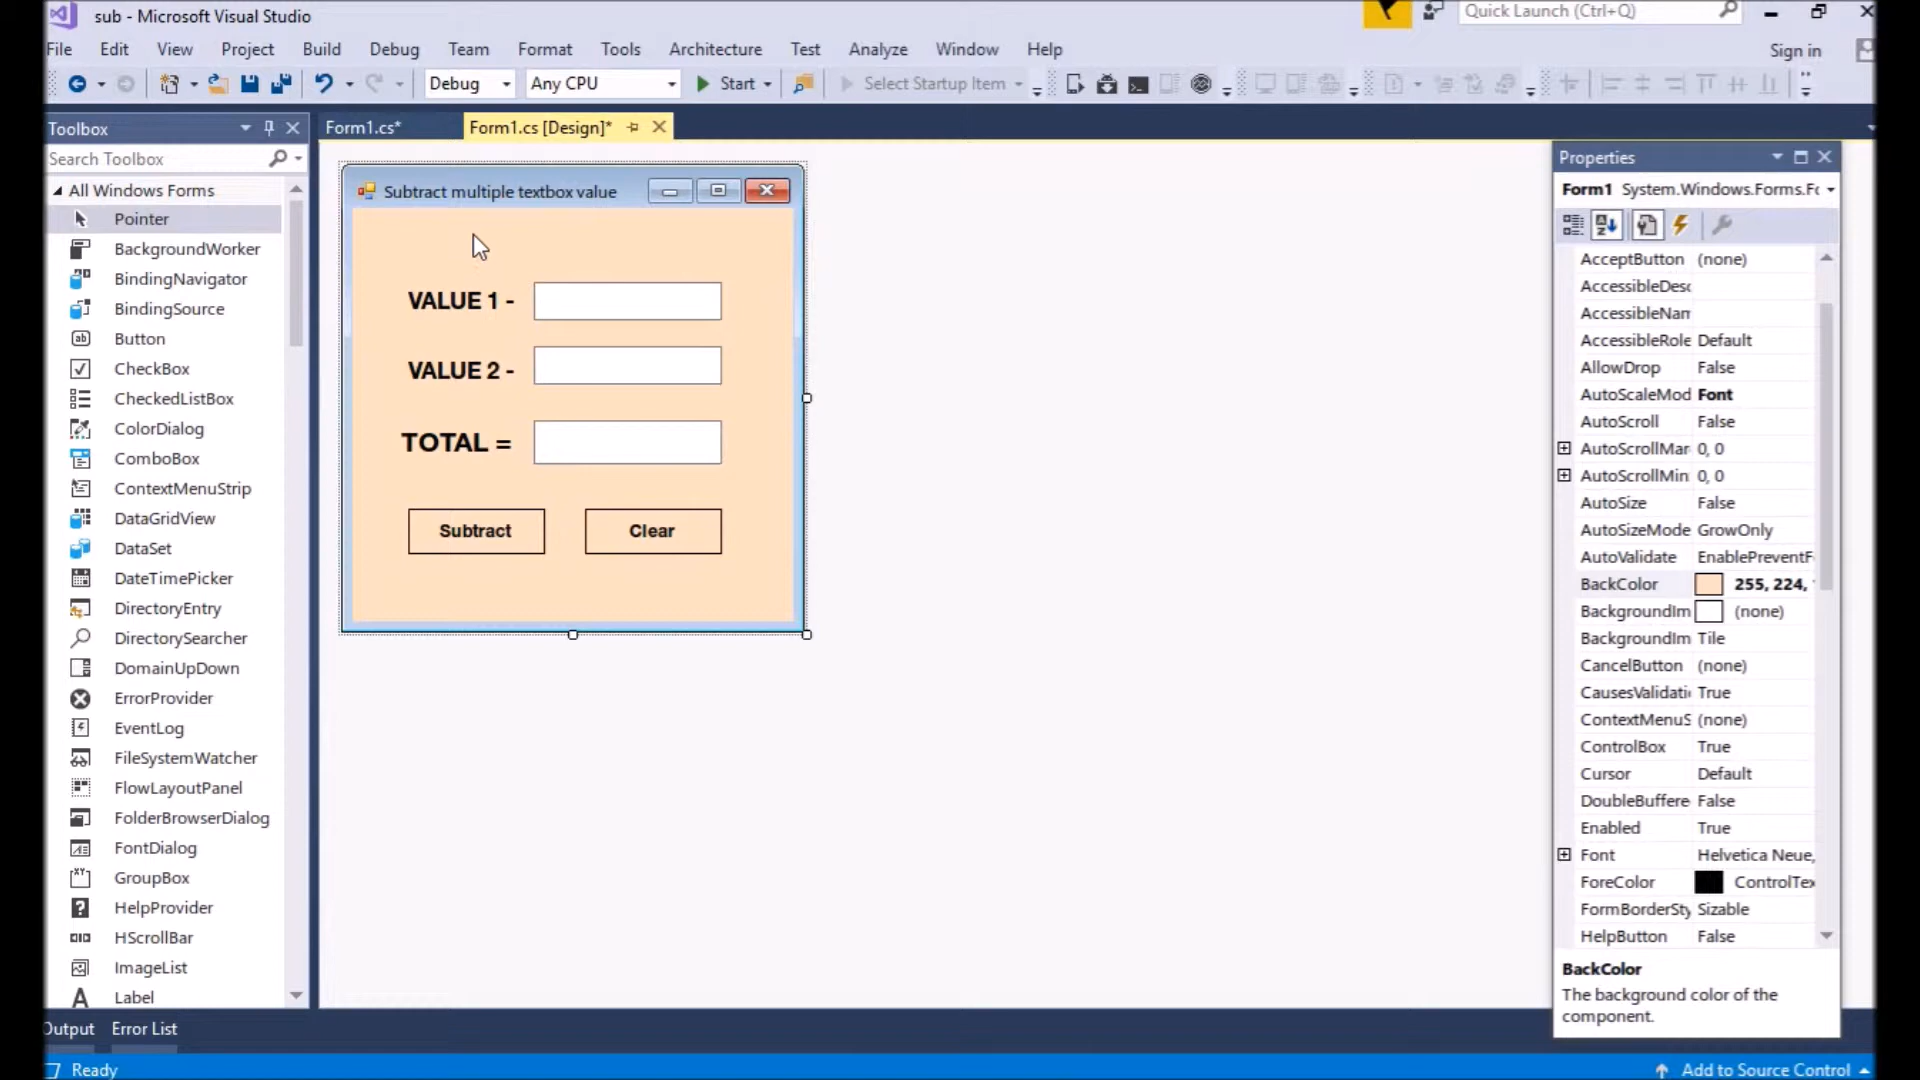 sub - Microsoft Visual Studio
Quick Launch (Ctrl+Q)
File Edit View Project Build Debug Team Format Tools Architecture Test Analyze Window Help
Sign in
Debug Any CPU Start Select Startup Item
Toolbox
Form1.cs*
Form1.cs [Design]*
Search Toolbox
All Windows Forms
Pointer
BackgroundWorker
BindingNavigator
BindingSource
Button
CheckBox
CheckedListBox
ColorDialog
ComboBox
ContextMenuStrip
DataGridView
DataSet
DateTimePicker
DirectoryEntry
DirectorySearcher
DomainUpDown
ErrorProvider
EventLog
FileSystemWatcher
FlowLayoutPanel
FolderBrowserDialog
FontDialog
GroupBox
HelpProvider
HScrollBar
ImageList
Label
Subtract multiple textbox value
VALUE 1 -
VALUE 2 -
TOTAL =
Subtract
Clear
Properties
Form1 System.Windows.Forms.Fc
AcceptButton (none)
AccessibleDesc
AccessibleNam
AccessibleRole Default
AllowDrop False
AutoScaleMod Font
AutoScroll False
AutoScrollMar 0, 0
AutoScrollMin 0, 0
AutoSize False
AutoSizeMode GrowOnly
AutoValidate EnablePreventF
BackColor 255, 224,
BackgroundIm (none)
BackgroundIm Tile
CancelButton (none)
CausesValidati True
ContextMenuS (none)
ControlBox True
Cursor Default
DoubleBuffere False
Enabled True
Font Helvetica Neue,
ForeColor ControlTex
FormBorderSty Sizable
HelpButton False
BackColor
The background color of the
component.
Output Error List
Ready
Add to Source Control